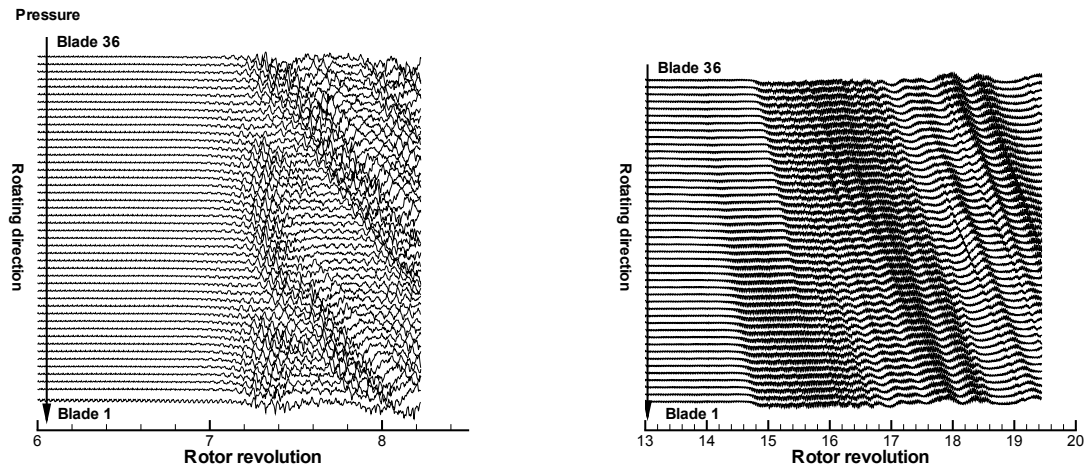 Pressure
Blade 36
Rotating direction
Blade 1
6 7 8
Rotor revolution
Blade 36
Rotating direction
Blade 1
13 14 15 16 17 18 19 20
Rotor revolution